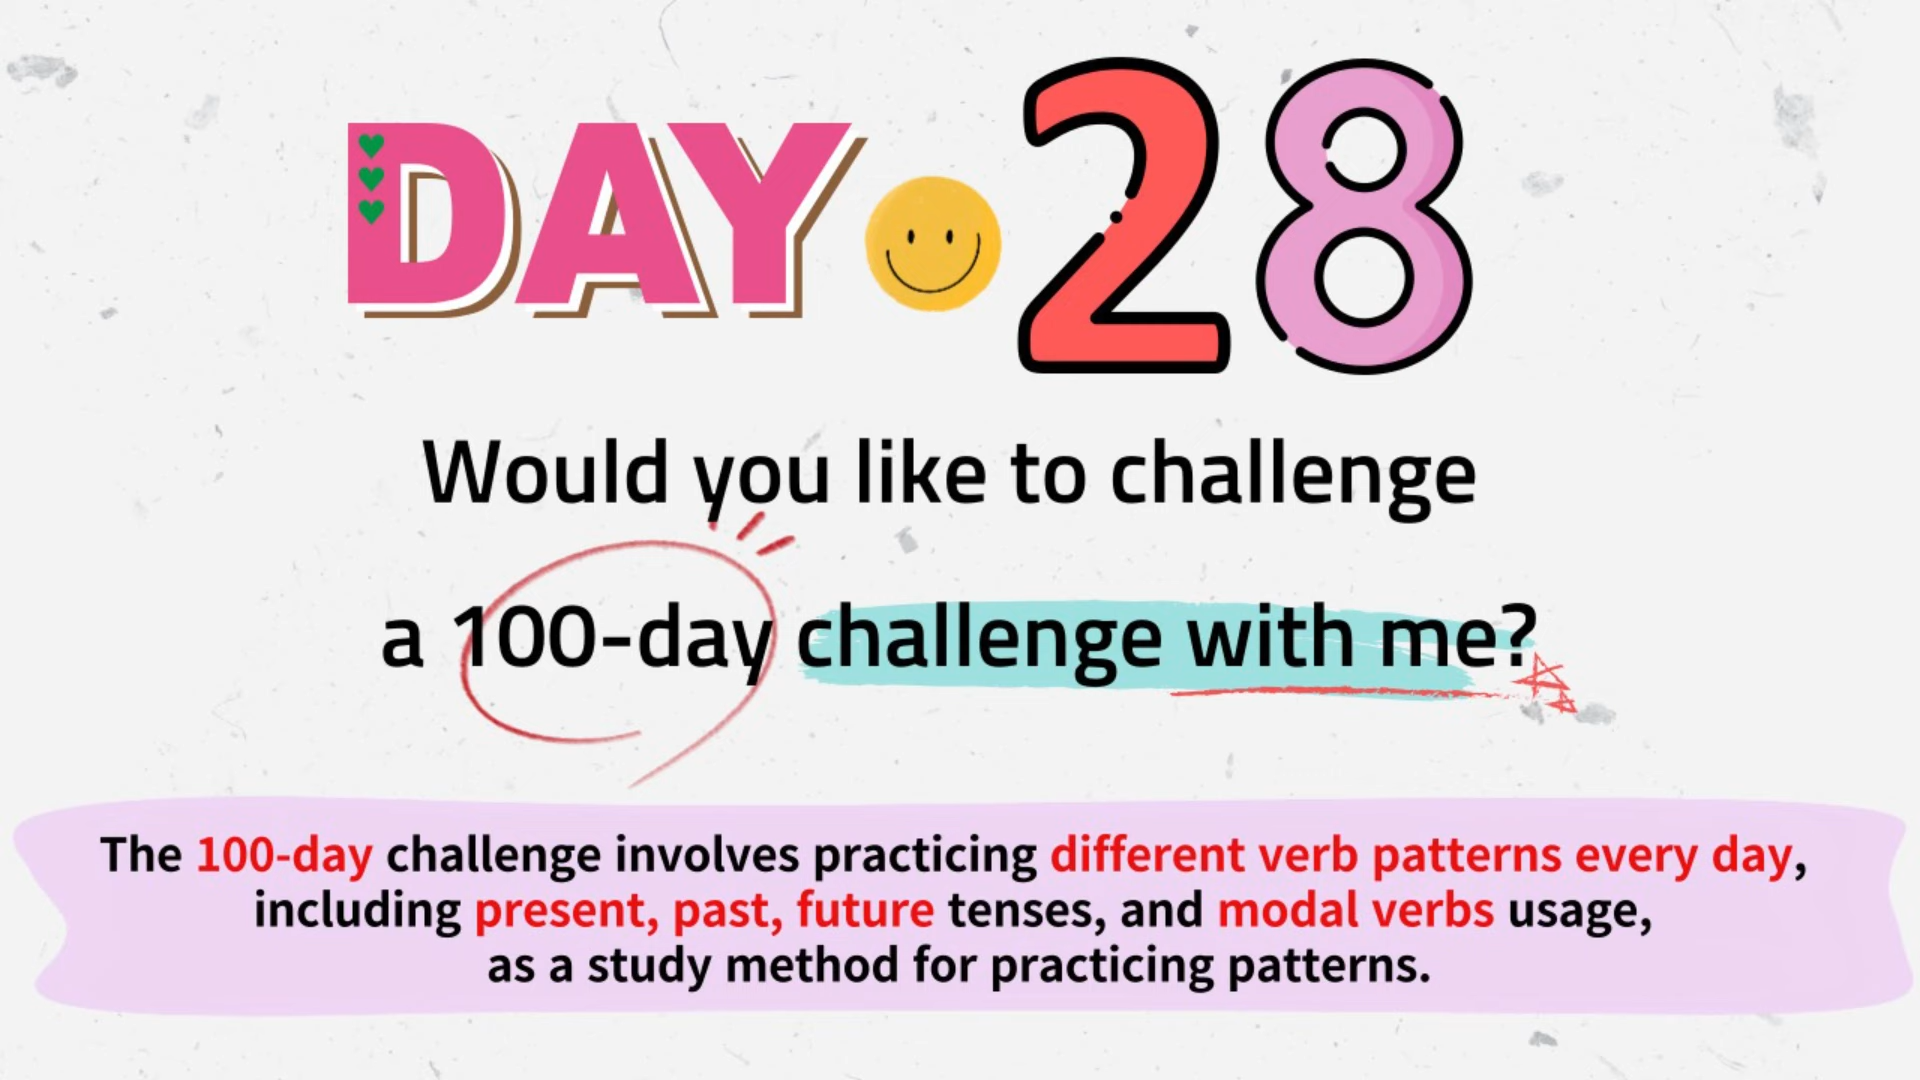 DAY 28
Would you like to challenge
a 100-day challenge with me?
The 100-day challenge involves practicing different verb patterns every day,
including present, past, future tenses, and modal verbs usage,
as a study method for practicing patterns.